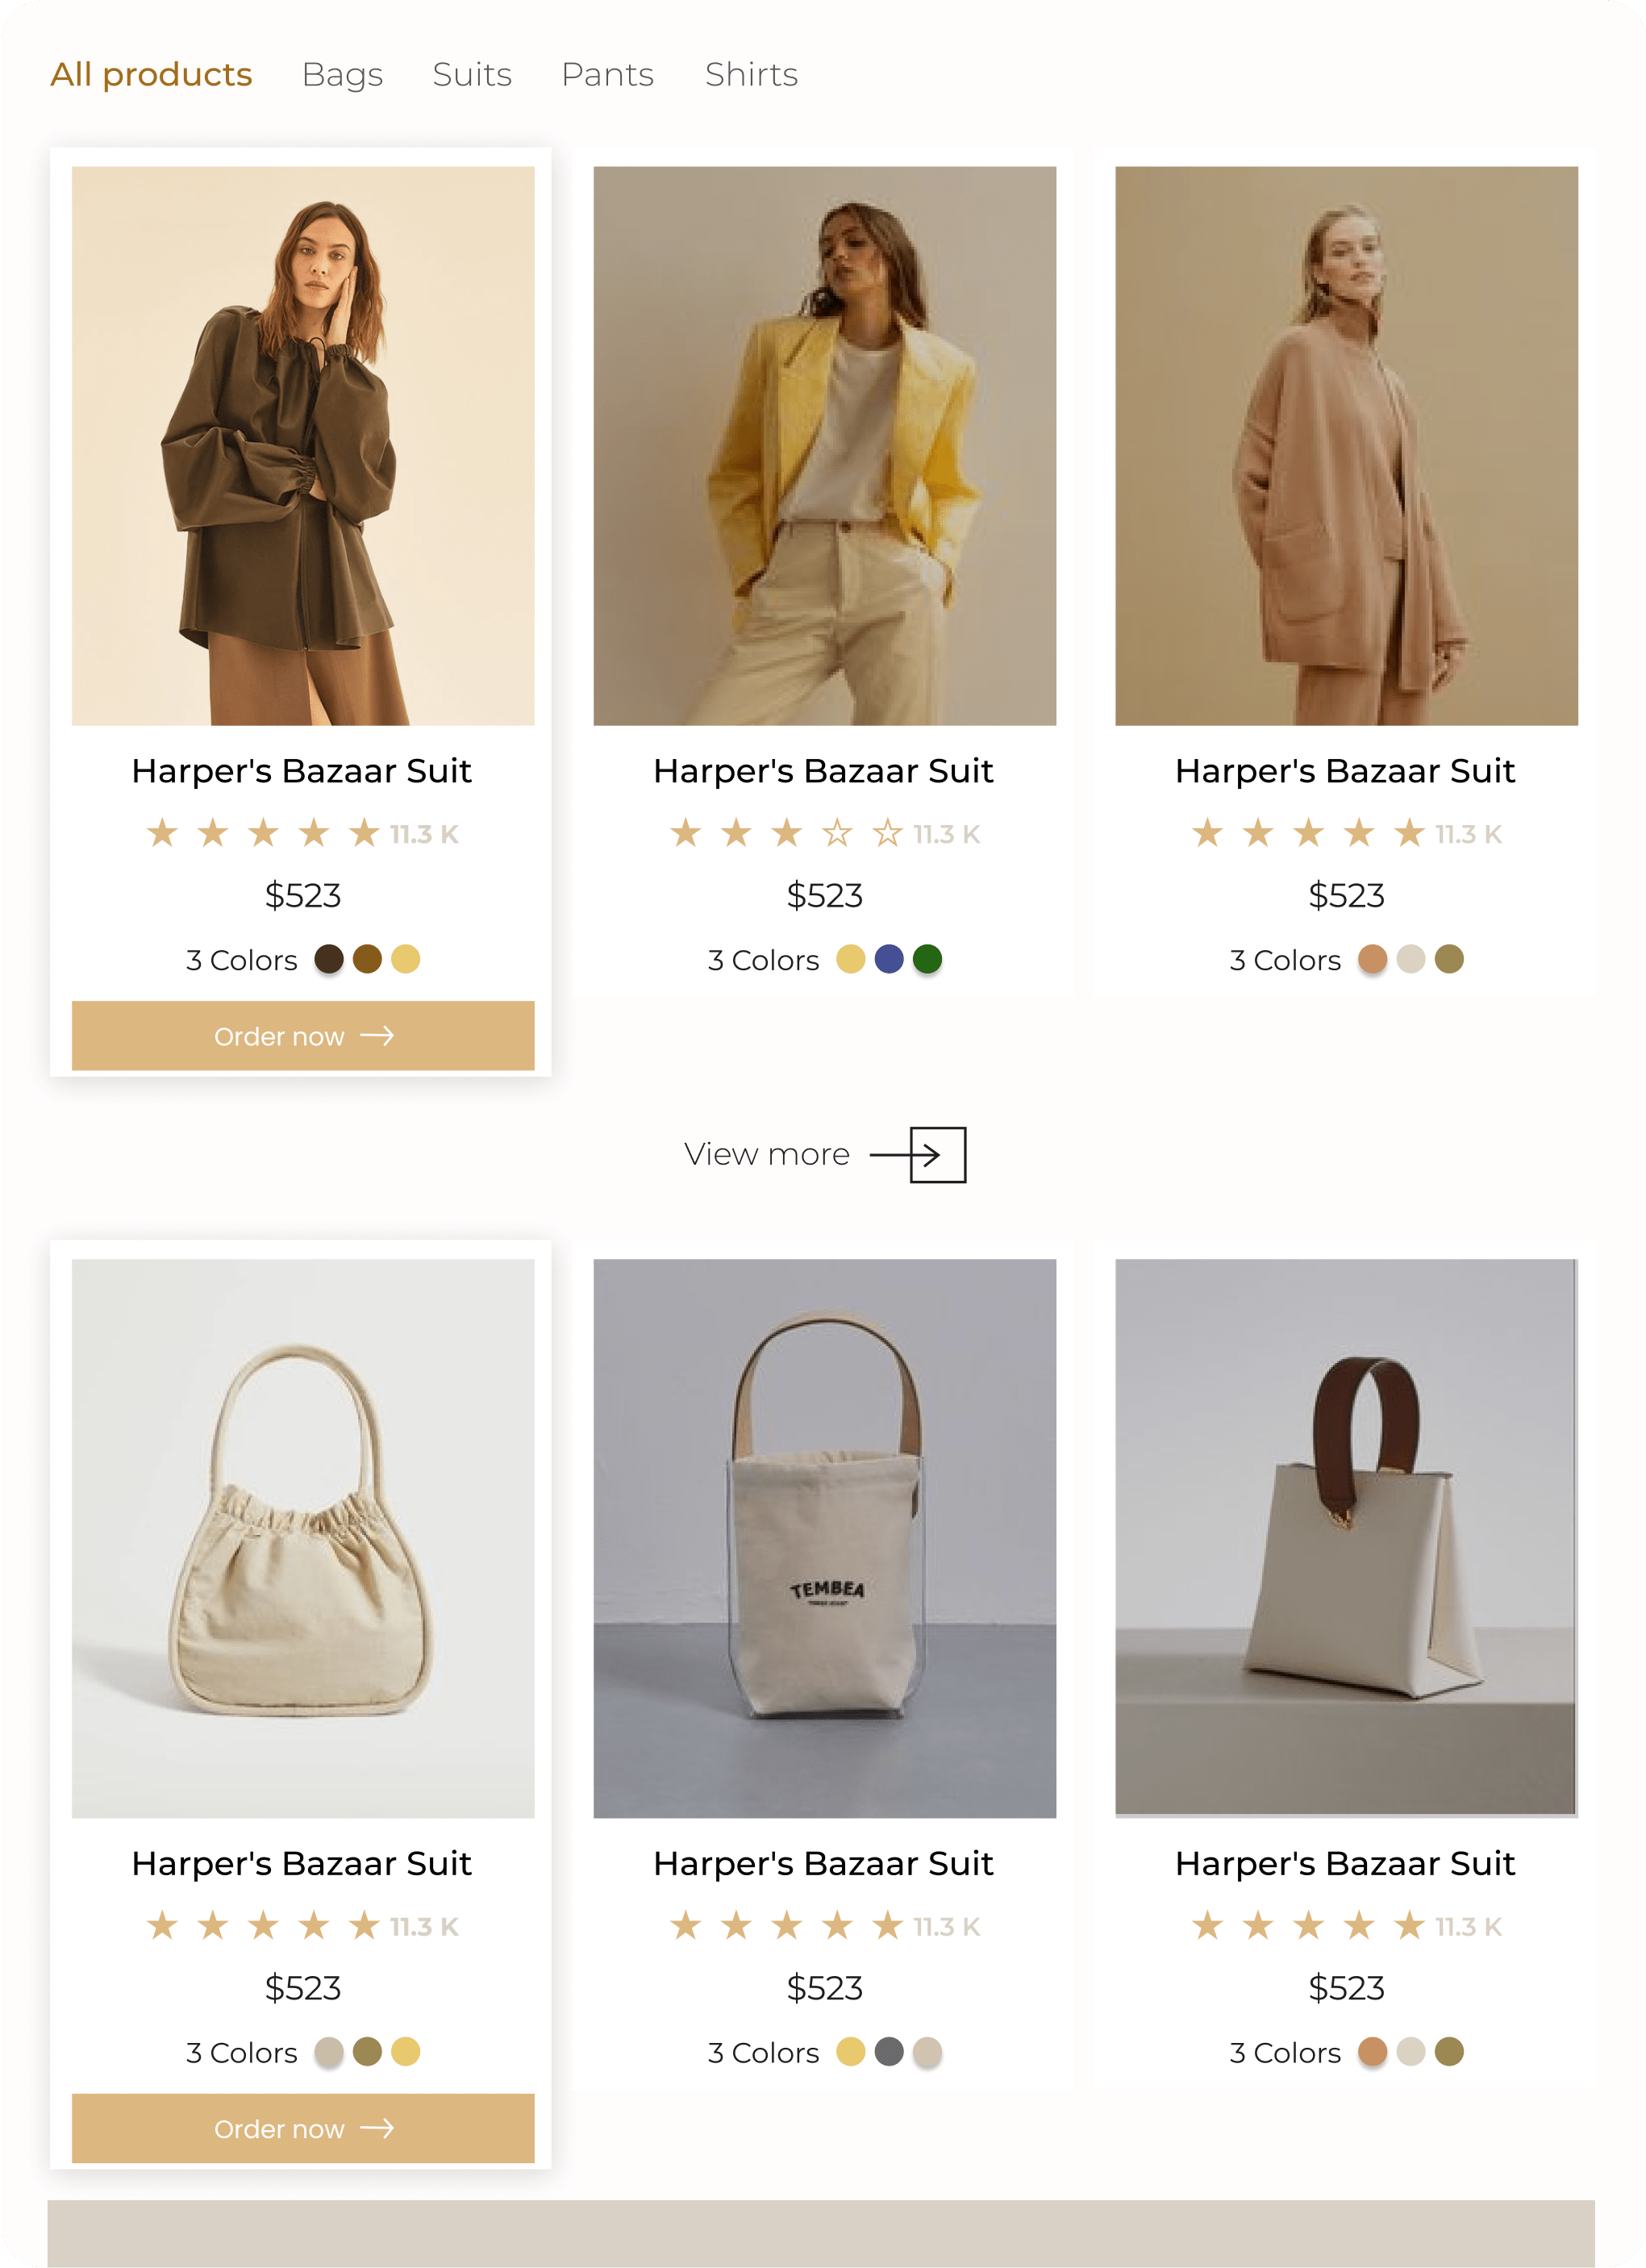 All products Bags Suits Pants Shirts
Harper's Bazaar Suit
11.3 K
$523
3 Colors
Order now
Harper's Bazaar Suit
11.3 K
$523
3 Colors
Harper's Bazaar Suit
11.3 K
$523
3 Colors
View more
TEMBEA
Harper's Bazaar Suit
11.3 K
$523
3 Colors
Order now
Harper's Bazaar Suit
11.3 K
$523
3 Colors
Harper's Bazaar Suit
11.3 K
$523
3 Colors